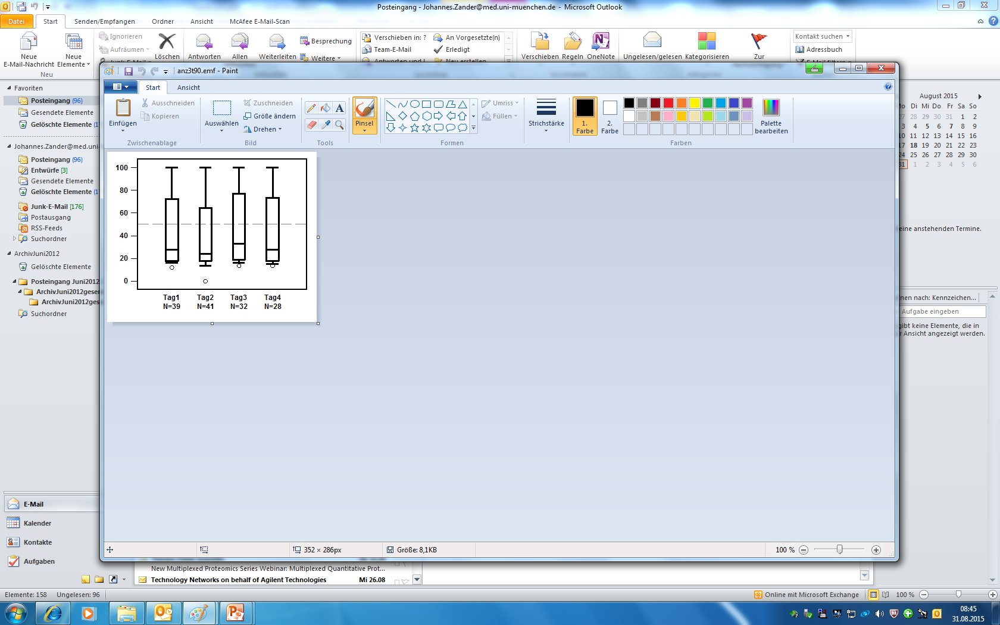 Posteingang - Johannes.Zander@med.uni-muenchen.de - Microsoft Outlook
Datei Start Senden/Empfangen Ordner Ansicht McAfee E-Mail-Scan
Neue E-Mail-Nachricht
Neue Elemente
Neu
Ignorieren
Aufräumen
Löschen
Antworten
Allen
Weiterleiten
Besprechung
Weitere
Verschieben in: ?
Team-E-Mail
Antworten und
An Vorgesetzte(n)
Erledigt
Neu erstellen
Verschieben
Regeln
OneNote
Ungelesen/gelesen
Kategorisieren
Zur
Kontakt suchen
Adressbuch
Favoriten
Posteingang (96)
Gesendete Elemente
Gelöschte Elemente
Johannes.Zander@med.uni-
Posteingang (96)
Entwürfe [3]
Gesendete Elemente
Gelöschte Elemente
Junk-E-Mail [176]
Postausgang
RSS-Feeds
Suchordner
ArchivJuni2012
Gelöschte Elemente
Posteingang Juni2012
ArchivJuni2012geser
ArchivJuni2012ges
Suchordner
E-Mail
Kalender
Kontakte
Aufgaben
anz3t90.emf - Paint
Start Ansicht
Einfügen
Ausschneiden
Kopieren
Zwischenablage
Auswählen
Zuschneiden
Größe ändern
Drehen
Bild
A
Tools
Pinsel
Umriss
Füllen
Formen
Strichstärke
1. Farbe
2. Farbe
Palette bearbeiten
Farben
100
80
60
40
20
0
Tag1 Tag2 Tag3 Tag4
N=39 N=41 N=32 N=28
352 × 286px
Größe: 8,1KB
100 %
August 2015
Mo Di Mi Do Fr Sa So
27 28 29 30 31 1 2
3 4 5 6 7 8 9
10 11 12 13 14 15 16
17 18 19 20 21 22 23
24 25 26 27 28 29 30
31 1 2 3 4 5 6
eine anstehenden Termine.
nen nach: Kennzeichen...
Aufgabe eingeben
gibt keine Elemente, die in
r Ansicht angezeigt werden.
New Multiplexed Proteomics Series Webinar: Multiplexed Quantitative Prot...
Technology Networks on behalf of Agilent Technologies Mi 26.08
Elemente: 158 Ungelesen: 96
Online mit Microsoft Exchange
100 %
08:45
31.08.2015